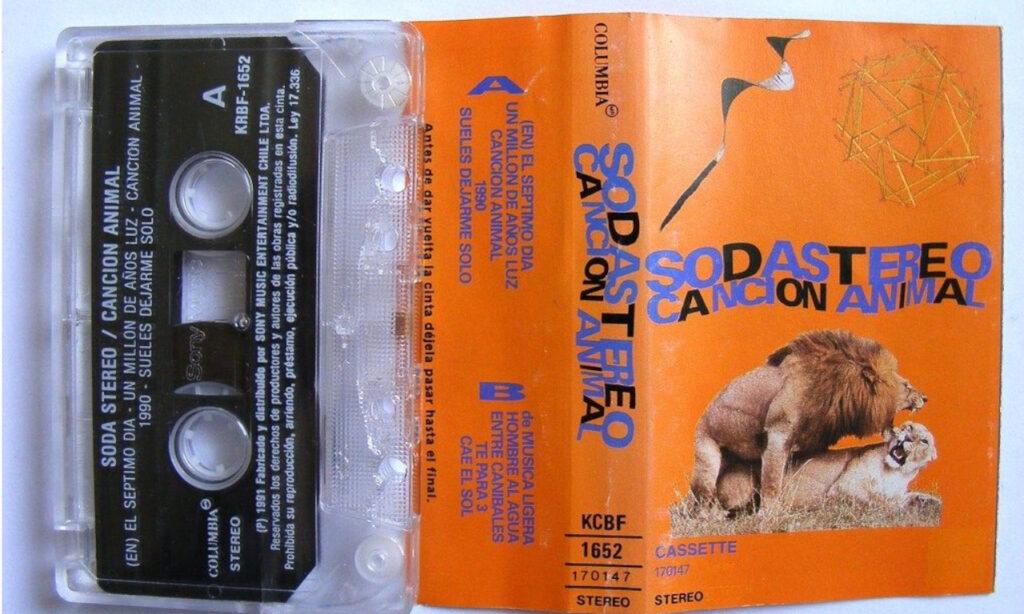 SODA STEREO / CANCION ANIMAL
(EN) EL SEPTIMO DIA - UN MILLON DE AÑOS LUZ - CANCION ANIMAL -
1990 - SUELES DEJARME SOLO
A
KRBF-1652
Sony
COLUMBIA
STEREO
(P) 1991 Fabricado y distribuido por SONY MUSIC ENTERTAINMENT CHILE LTDA.
Reservados los derechos de productores y autores de las obras registradas en esta cinta.
Prohibida su reproducción, arriendo, préstamo, ejecución pública y/o radiodifusión. Ley 17.336
Antes de dar vuelta la cinta déjela pasar hasta el final.
A
(EN) EL SEPTIMO DIA
UN MILLON DE AÑOS LUZ
CANCION ANIMAL
1990
SUELES DEJARME SOLO
B
de MUSICA LIGERA
HOMBRE AL AGUA
ENTRE CANIBALES
TE PARA 3
CAE EL SOL
COLUMBIA
SODA STEREO
CANCION ANIMAL
KCBF
1652
170147
STEREO
SODA STEREO
CANCION ANIMAL
CASSETTE
170147
STEREO